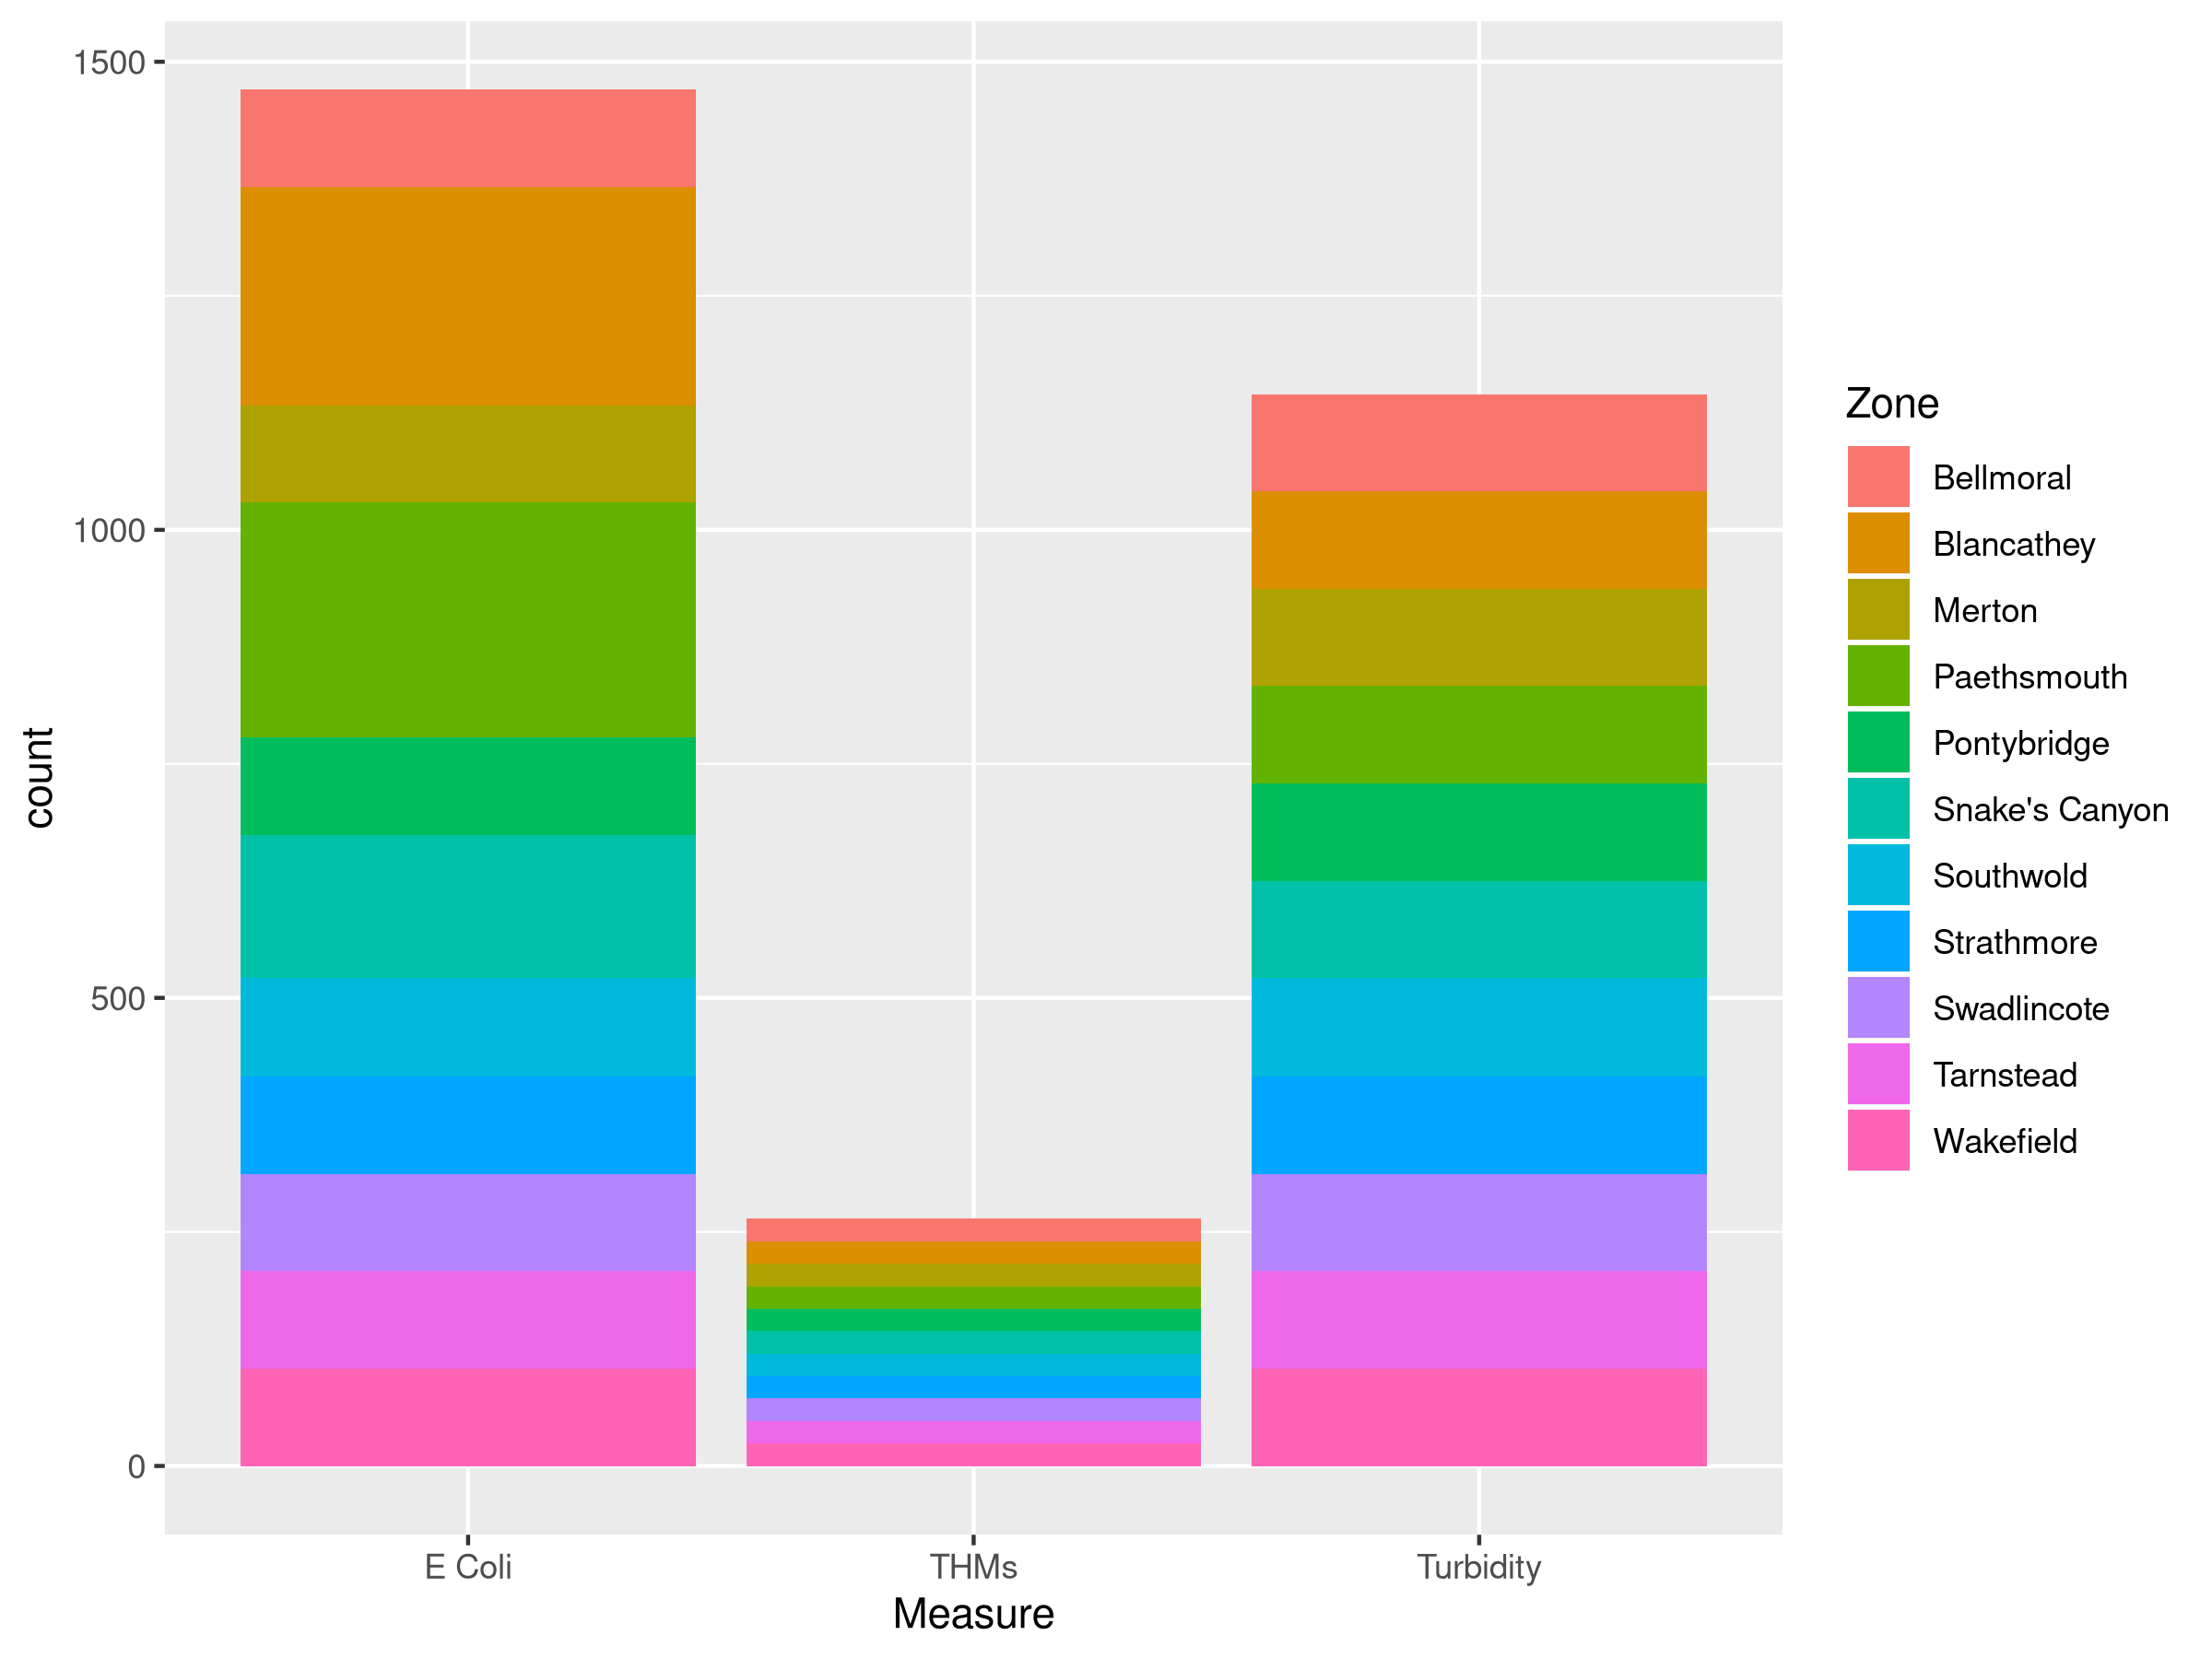 1500
1000
500
0
count
E Coli
THMs
Turbidity
Measure
Zone
Bellmoral
Blancathey
Merton
Paethsmouth
Pontybridge
Snake's Canyon
Southwold
Strathmore
Swadlincote
Tarnstead
Wakefield